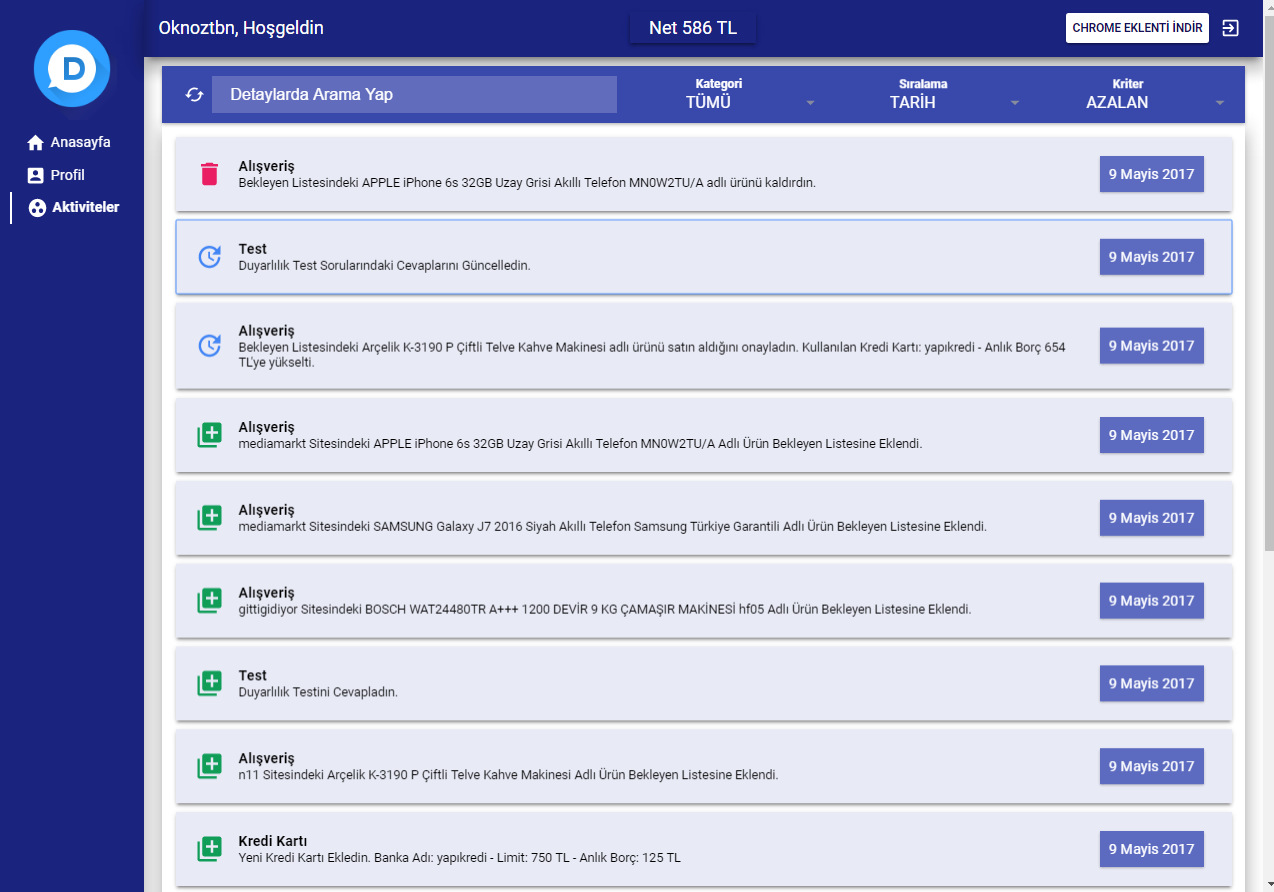 Oknoztbn, Hoşgeldin
Net 586 TL
CHROME EKLENTİ İNDİR
D
Anasayfa
Profil
Aktiviteler
Detaylarda Arama Yap
Kategori
TÜMÜ
Sıralama
TARİH
Kriter
AZALAN
Alışveriş
Bekleyen Listesindeki APPLE iPhone 6s 32GB Uzay Grisi Akıllı Telefon MN0W2TU/A adlı ürünü kaldırdın.
9 Mayis 2017
Test
Duyarlılık Test Sorularındaki Cevaplarını Güncelledin.
9 Mayis 2017
Alışveriş
Bekleyen Listesindeki Arçelik K-3190 P Çiftli Telve Kahve Makinesi adlı ürünü satın aldığını onayladın. Kullanılan Kredi Kartı: yapıkredi - Anlık Borç 654
TL'ye yükselti.
9 Mayis 2017
Alışveriş
mediamarkt Sitesindeki APPLE iPhone 6s 32GB Uzay Grisi Akıllı Telefon MN0W2TU/A Adlı Ürün Bekleyen Listesine Eklendi.
9 Mayis 2017
Alışveriş
mediamarkt Sitesindeki SAMSUNG Galaxy J7 2016 Siyah Akıllı Telefon Samsung Türkiye Garantili Adlı Ürün Bekleyen Listesine Eklendi.
9 Mayis 2017
Alışveriş
gittigidiyor Sitesindeki BOSCH WAT24480TR A+++ 1200 DEVİR 9 KG ÇAMAŞIR MAKİNESİ hf05 Adlı Ürün Bekleyen Listesine Eklendi.
9 Mayis 2017
Test
Duyarlılık Testini Cevapladın.
9 Mayis 2017
Alışveriş
n11 Sitesindeki Arçelik K-3190 P Çiftli Telve Kahve Makinesi Adlı Ürün Bekleyen Listesine Eklendi.
9 Mayis 2017
Kredi Kartı
Yeni Kredi Kartı Ekledin. Banka Adı: yapıkredi - Limit: 750 TL - Anlık Borç: 125 TL
9 Mayis 2017